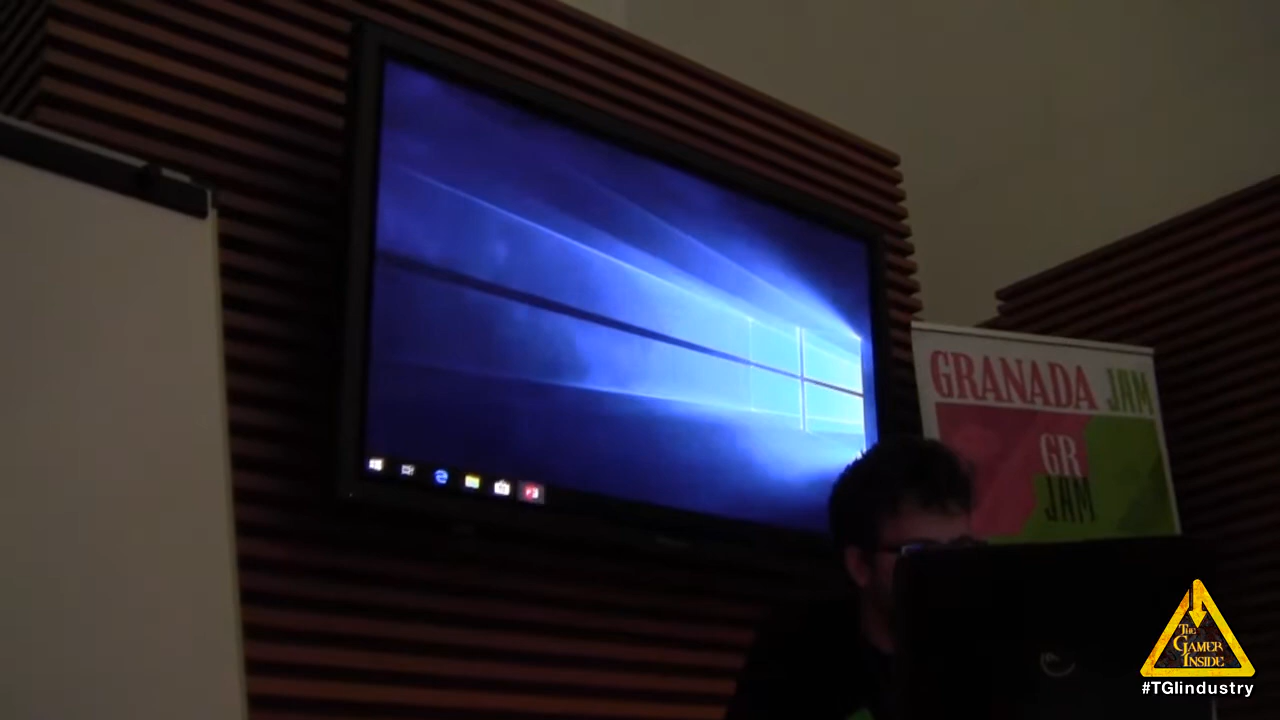 GRANADA JAM
GR
JAM
THE
GAMER
INSIDE
#TGIindustry